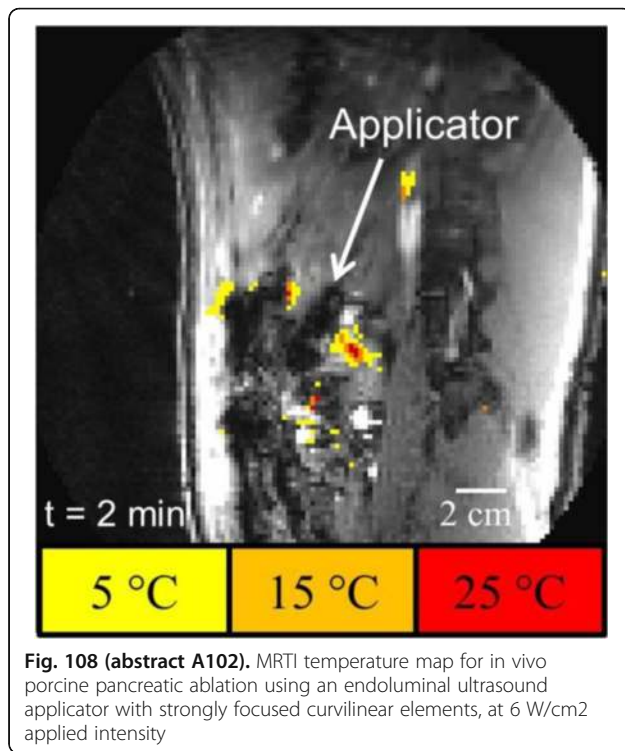 Applicator
t = 2 min
2 cm
5 °C 15 °C 25 °C
Fig. 108 (abstract A102). MRTI temperature map for in vivo
porcine pancreatic ablation using an endoluminal ultrasound
applicator with strongly focused curvilinear elements, at 6 W/cm2
applied intensity